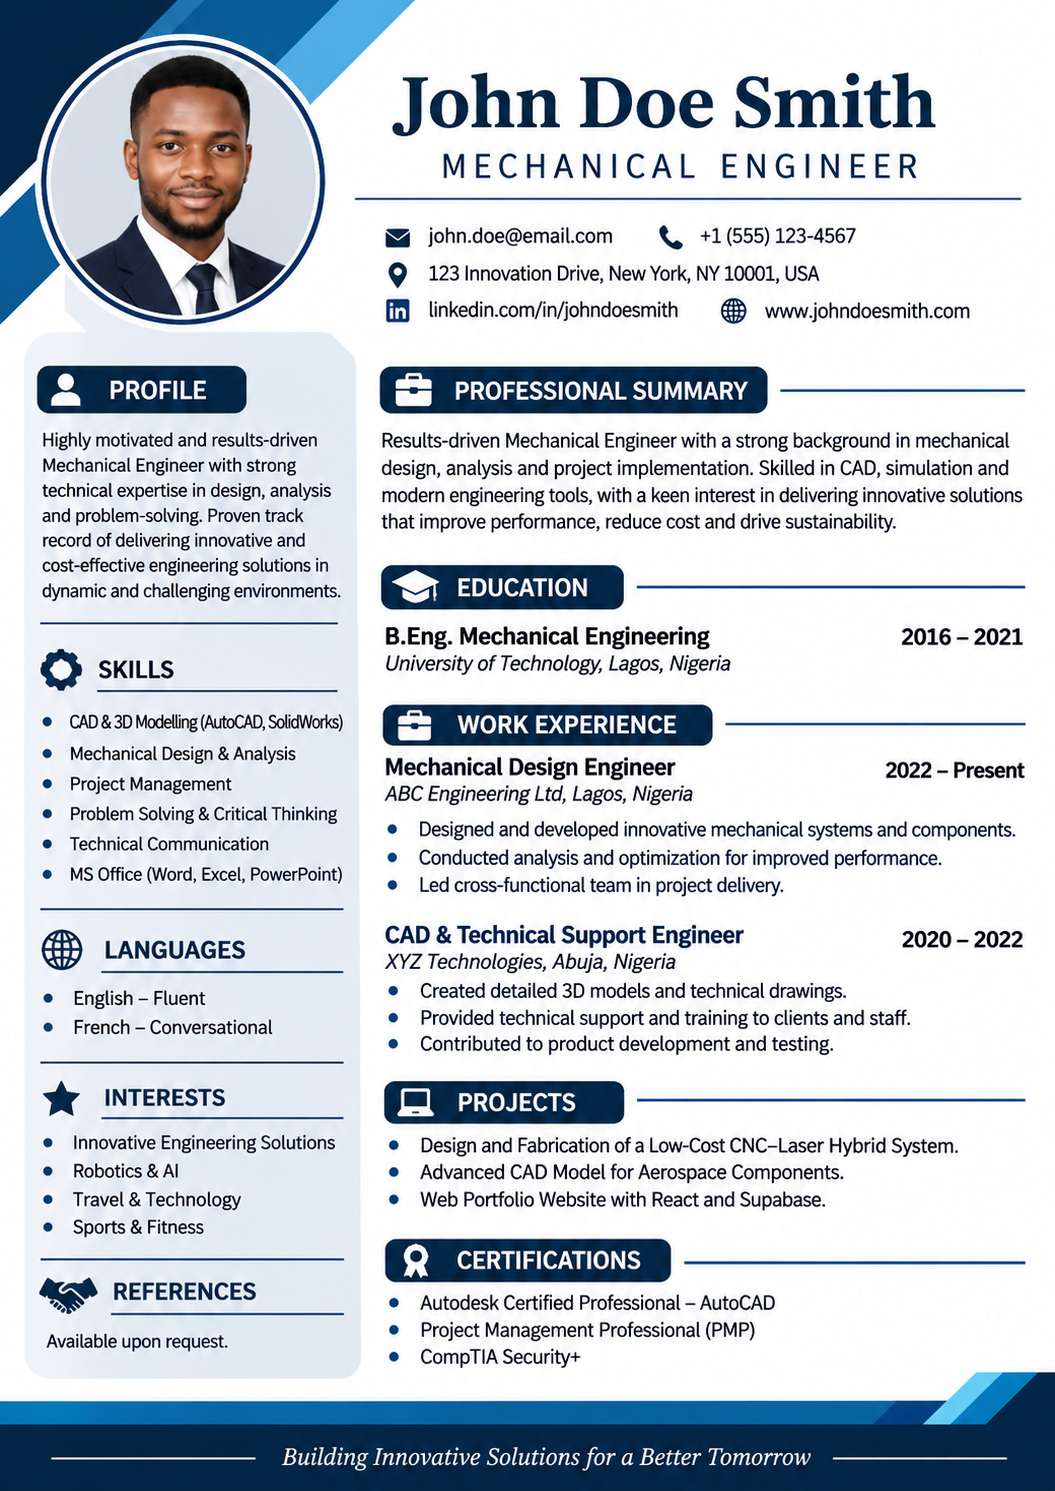 John Doe Smith
MECHANICAL ENGINEER
john.doe@email.com +1 (555) 123-4567
123 Innovation Drive, New York, NY 10001, USA
linkedin.com/in/johndoesmith www.johndoesmith.com
PROFILE
Highly motivated and results-driven
Mechanical Engineer with strong
technical expertise in design, analysis
and problem-solving. Proven track
record of delivering innovative and
cost-effective engineering solutions in
dynamic and challenging environments.
SKILLS
• CAD & 3D Modelling (AutoCAD, SolidWorks)
• Mechanical Design & Analysis
• Project Management
• Problem Solving & Critical Thinking
• Technical Communication
• MS Office (Word, Excel, PowerPoint)
LANGUAGES
• English – Fluent
• French – Conversational
INTERESTS
• Innovative Engineering Solutions
• Robotics & AI
• Travel & Technology
• Sports & Fitness
REFERENCES
Available upon request.
PROFESSIONAL SUMMARY
Results-driven Mechanical Engineer with a strong background in mechanical
design, analysis and project implementation. Skilled in CAD, simulation and
modern engineering tools, with a keen interest in delivering innovative solutions
that improve performance, reduce cost and drive sustainability.
EDUCATION
B.Eng. Mechanical Engineering 2016 – 2021
University of Technology, Lagos, Nigeria
WORK EXPERIENCE
Mechanical Design Engineer 2022 – Present
ABC Engineering Ltd, Lagos, Nigeria
• Designed and developed innovative mechanical systems and components.
• Conducted analysis and optimization for improved performance.
• Led cross-functional team in project delivery.
CAD & Technical Support Engineer 2020 – 2022
XYZ Technologies, Abuja, Nigeria
• Created detailed 3D models and technical drawings.
• Provided technical support and training to clients and staff.
• Contributed to product development and testing.
PROJECTS
• Design and Fabrication of a Low-Cost CNC–Laser Hybrid System.
• Advanced CAD Model for Aerospace Components.
• Web Portfolio Website with React and Supabase.
CERTIFICATIONS
• Autodesk Certified Professional – AutoCAD
• Project Management Professional (PMP)
• CompTIA Security+
Building Innovative Solutions for a Better Tomorrow